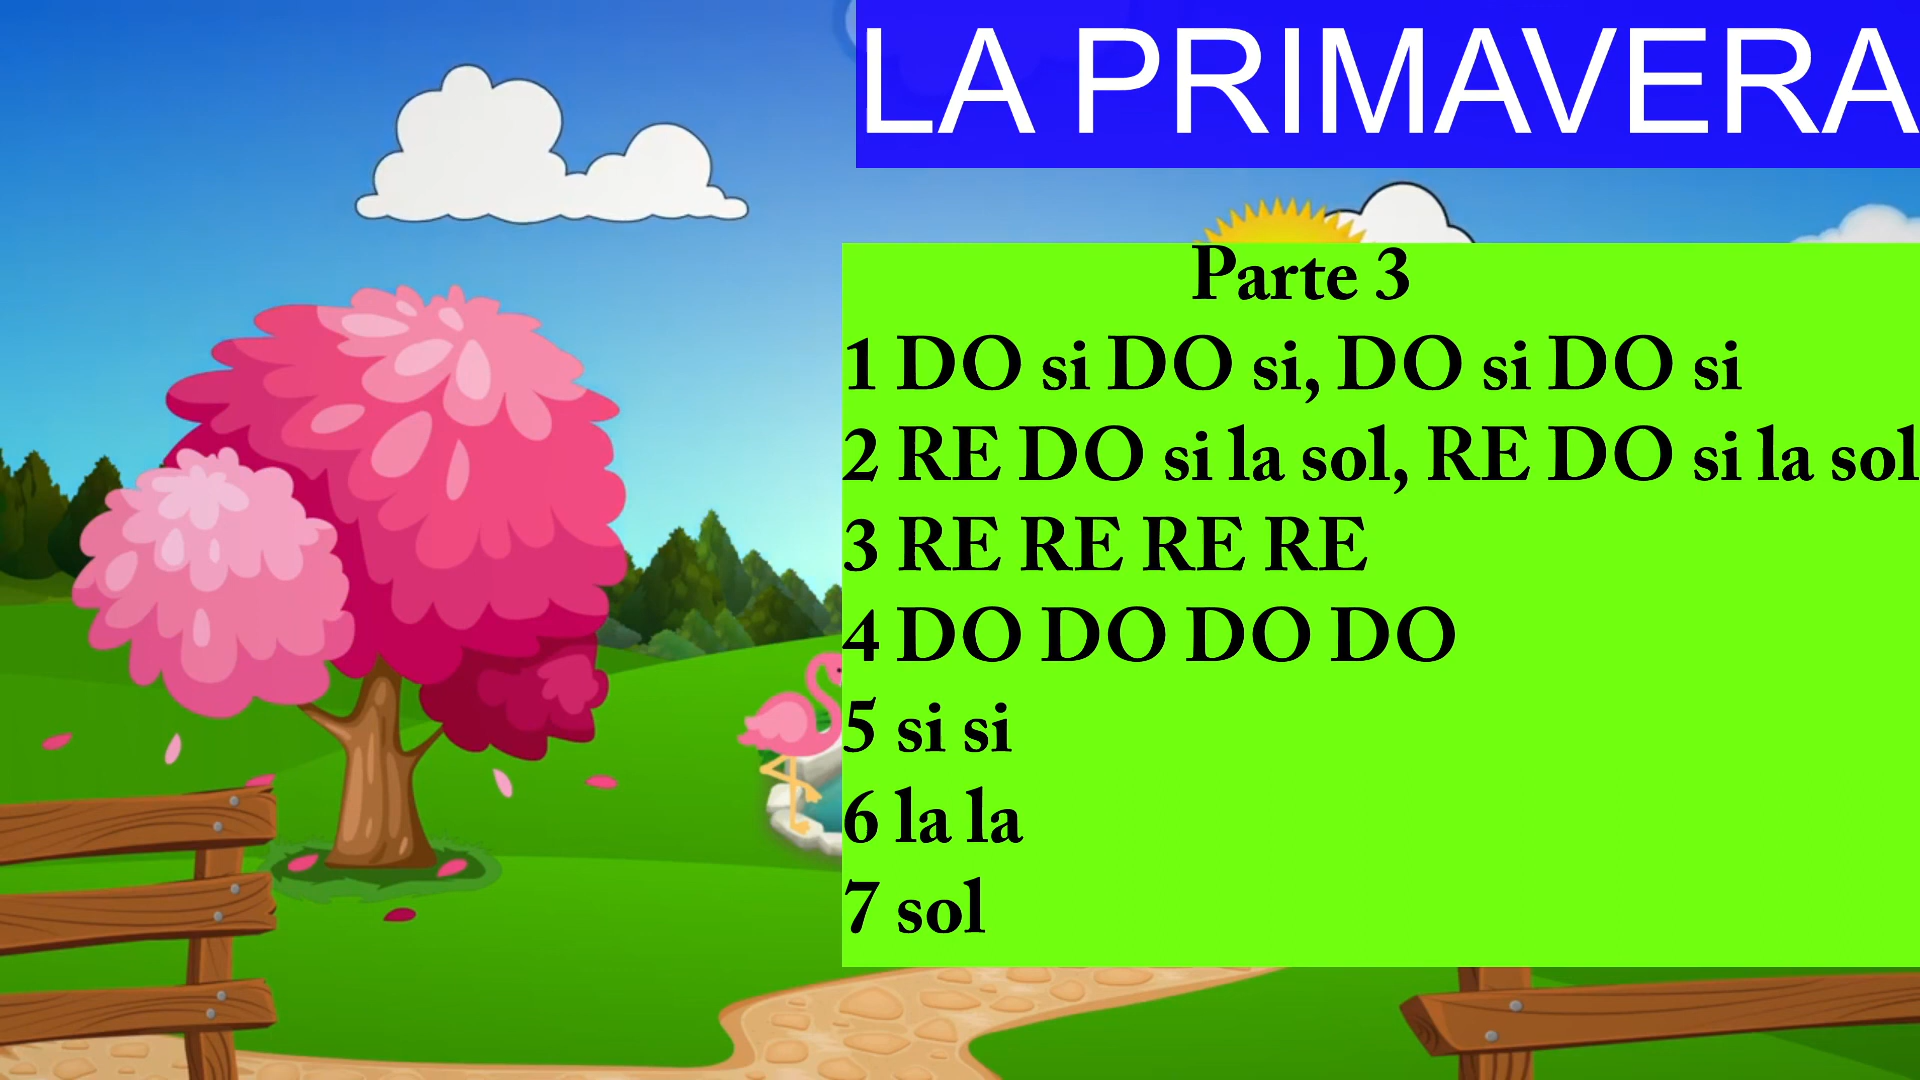 LA PRIMAVERA
Parte 3
1 DO si DO si, DO si DO si
2 RE DO si la sol, RE DO si la sol
3 RE RE RE RE
4 DO DO DO DO
5 si si
6 la la
7 sol